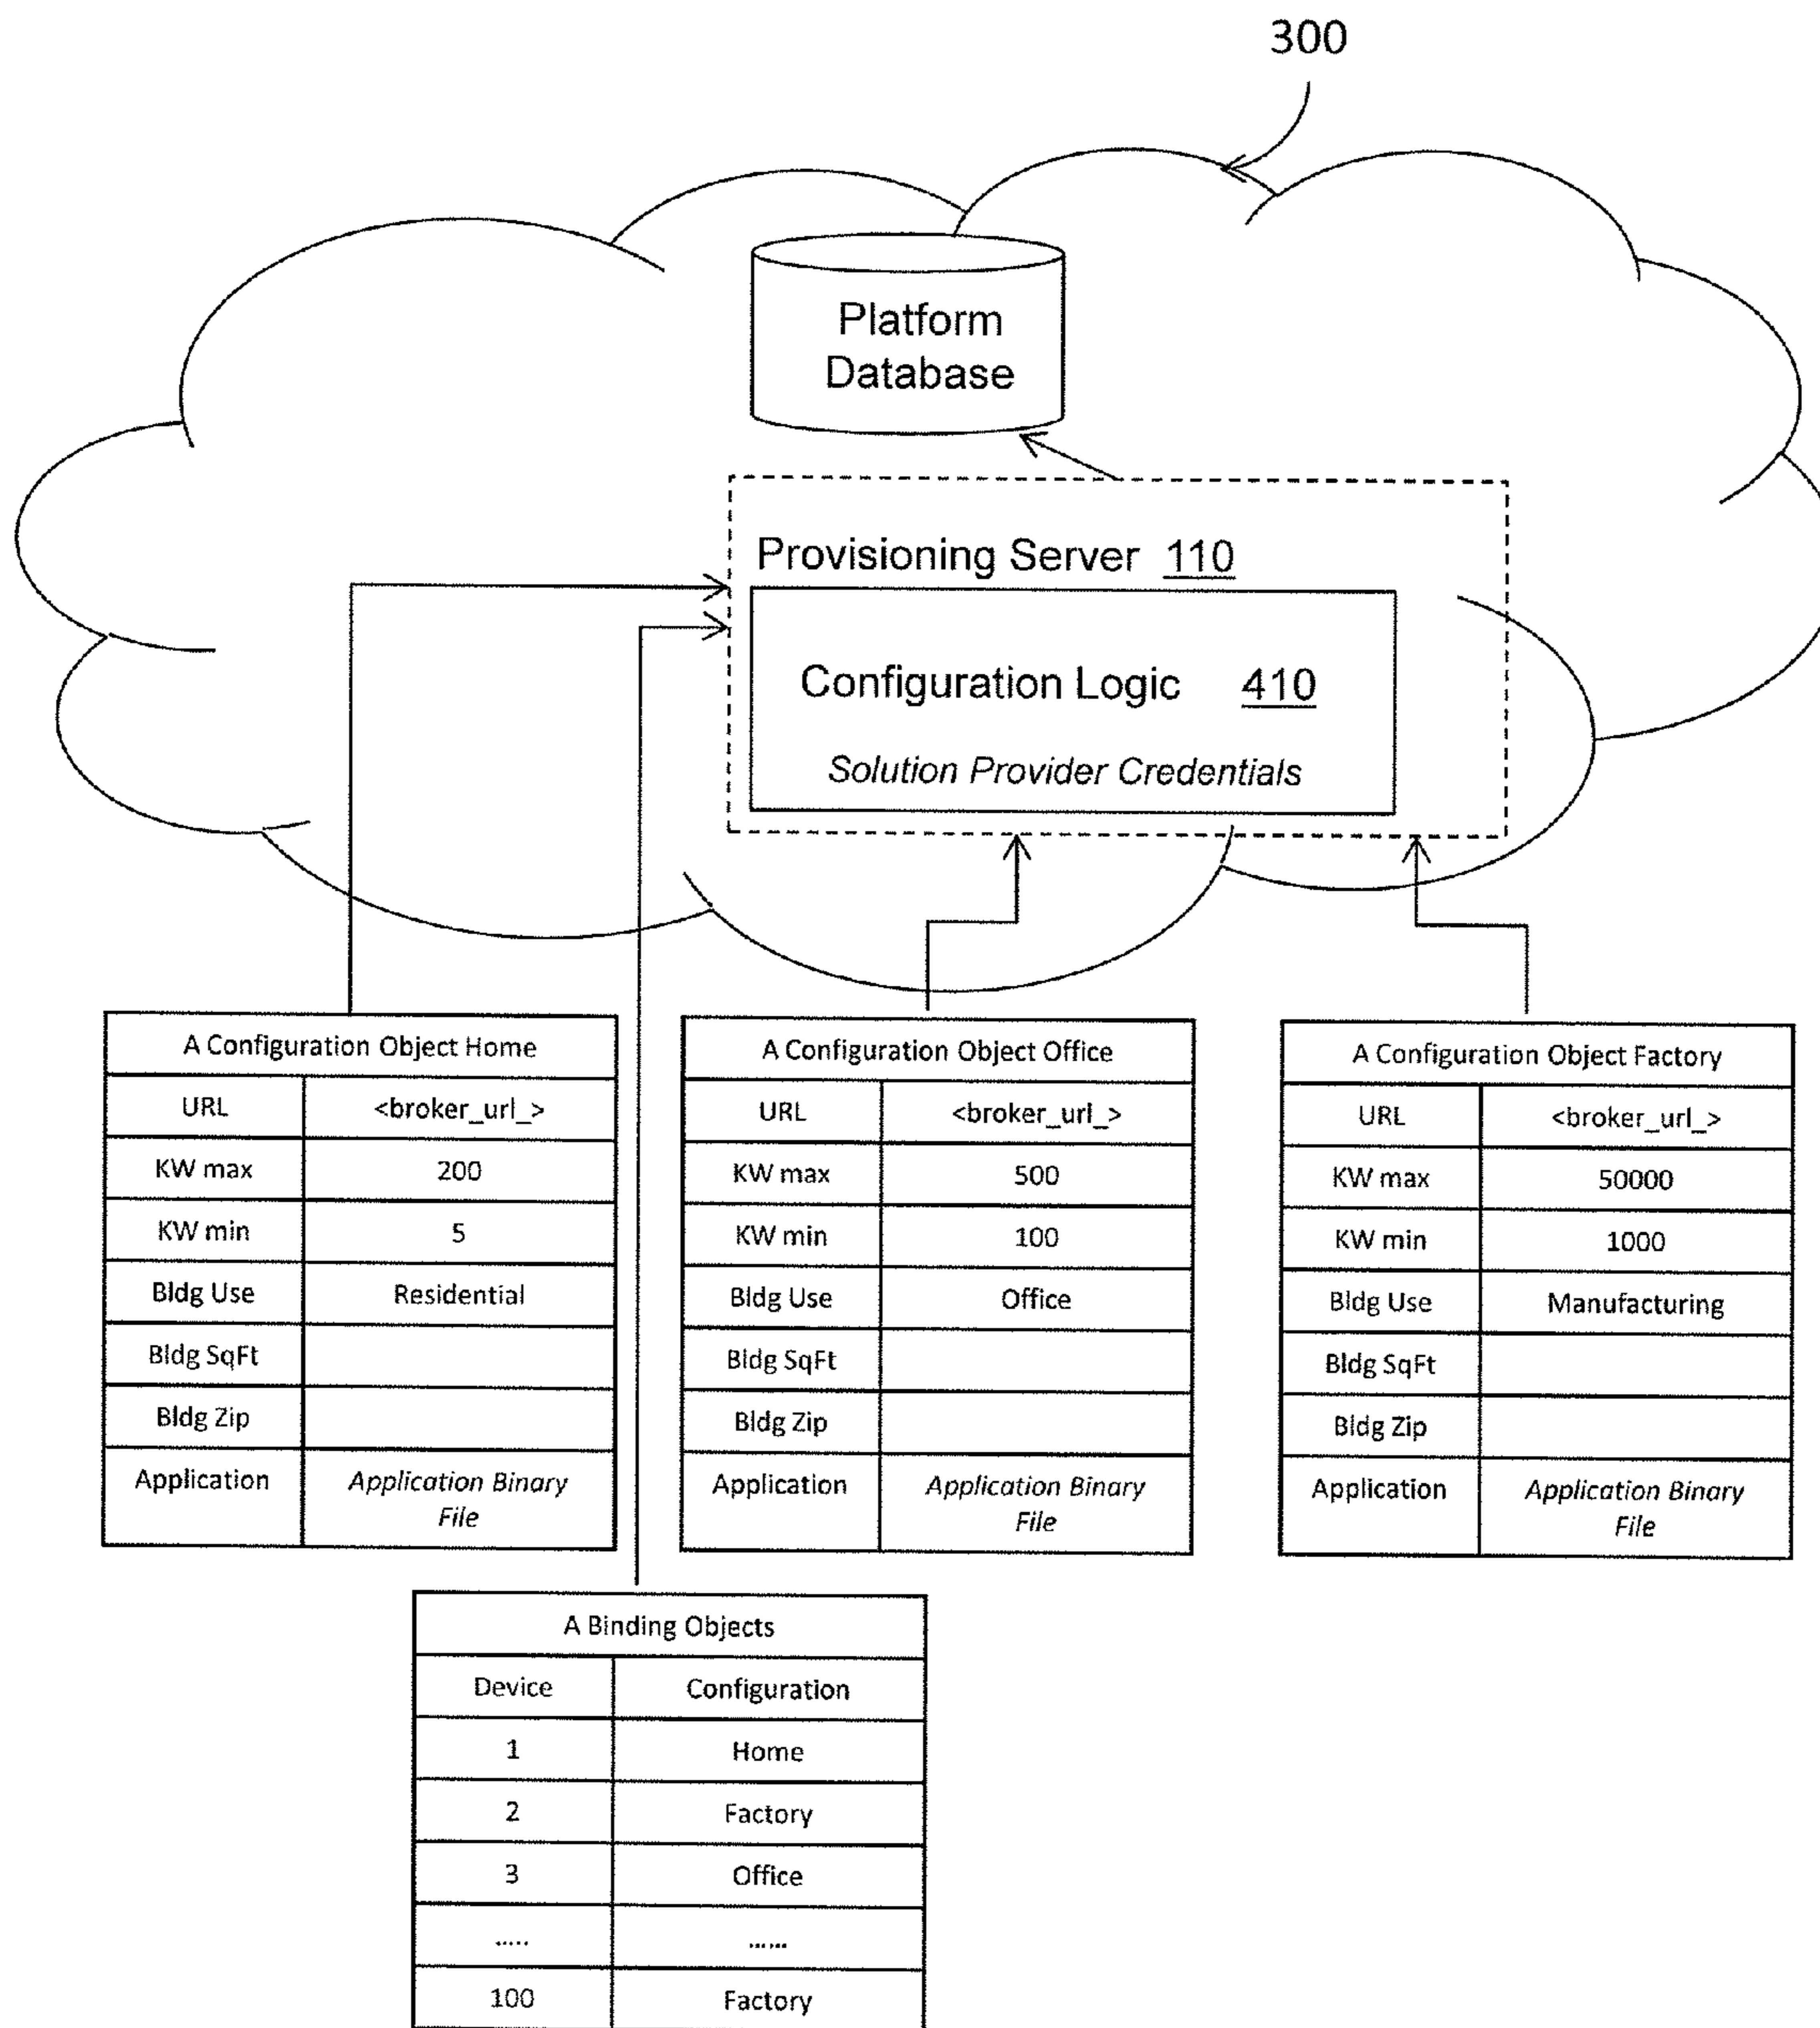 300
Platform
Database
Provisioning Server 110
Configuration Logic 410
Solution Provider Credentials
A Configuration Object Home
URL <broker_url_>
KW max 200
KW min 5
Bldg Use Residential
Bldg SqFt
Bldg Zip
Application Application Binary
File
A Configuration Object Office
URL <broker_url_>
KW max 500
KW min 100
Bldg Use Office
Bldg SqFt
Bldg Zip
Application Application Binary
File
A Configuration Object Factory
URL <broker_url_>
KW max 50000
KW min 1000
Bldg Use Manufacturing
Bldg SqFt
Bldg Zip
Application Application Binary
File
A Binding Objects
Device Configuration
1 Home
2 Factory
3 Office
..... ......
100 Factory